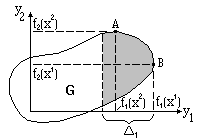 y₂
f₂(x²)
A
f₂(x¹)
B
G
f₁(x²)
f₁(x¹)
y₁
Δ₁